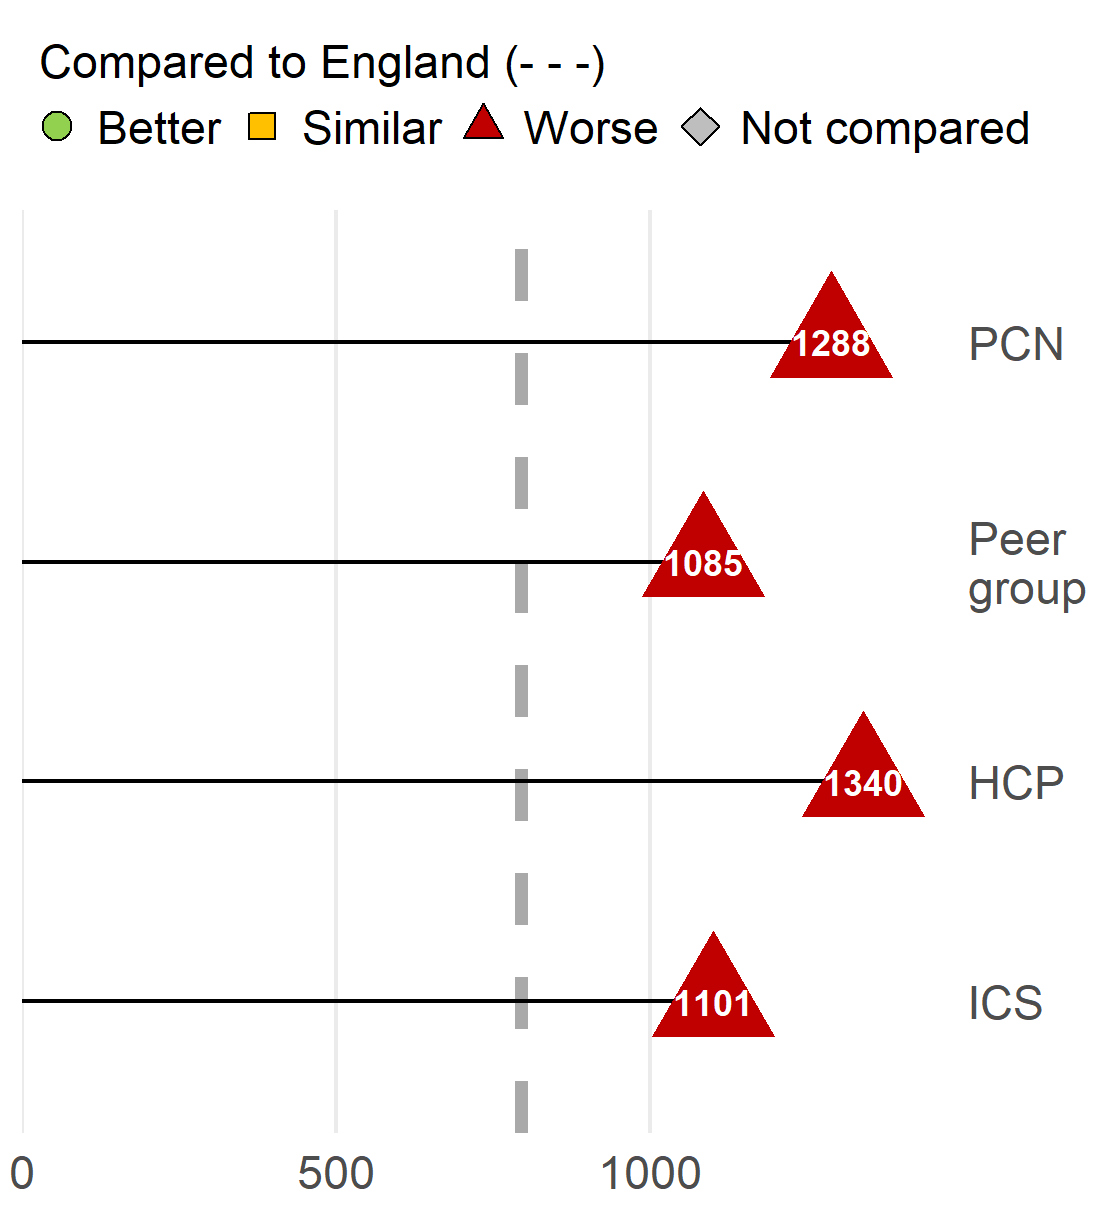 Compared to England (- - -)
Better Similar Worse Not compared
1288 PCN
Peer
1085
group
1340 HCP
1101 ICS
0 500 1000